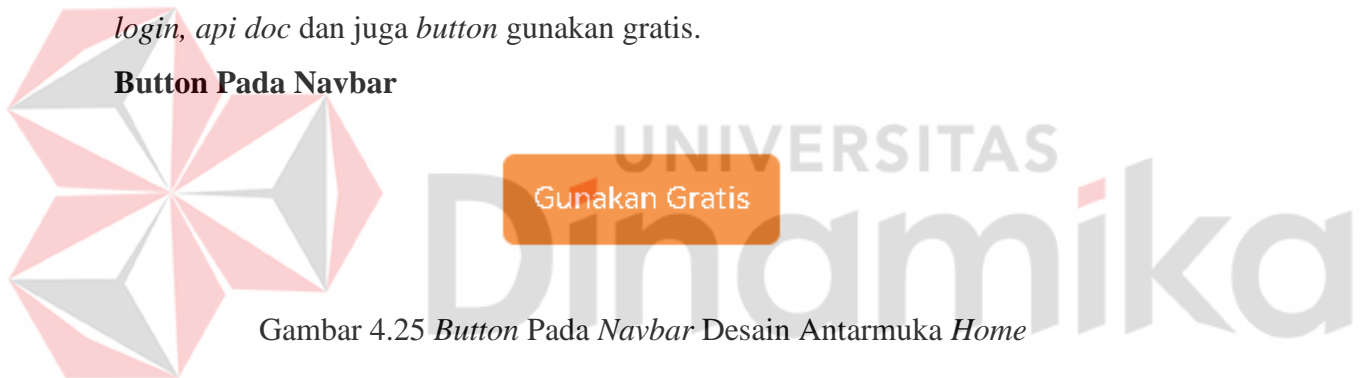 login, api doc dan juga button gunakan gratis.
Button Pada Navbar
UNIVERSITAS
Dinamika
Gunakan Gratis
Gambar 4.25 Button Pada Navbar Desain Antarmuka Home